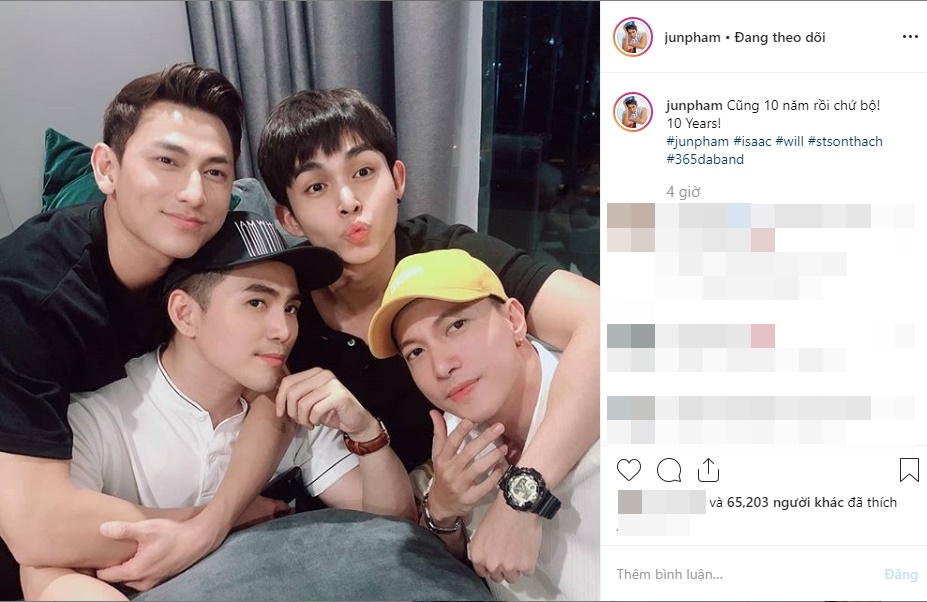 junpham • Đang theo dõi
junpham Cũng 10 năm rồi chứ bộ!
10 Years!
#junpham #isaac #will #stsonthach
#365daband
4 giờ
và 65,203 người khác đã thích
Thêm bình luận...
Đăng